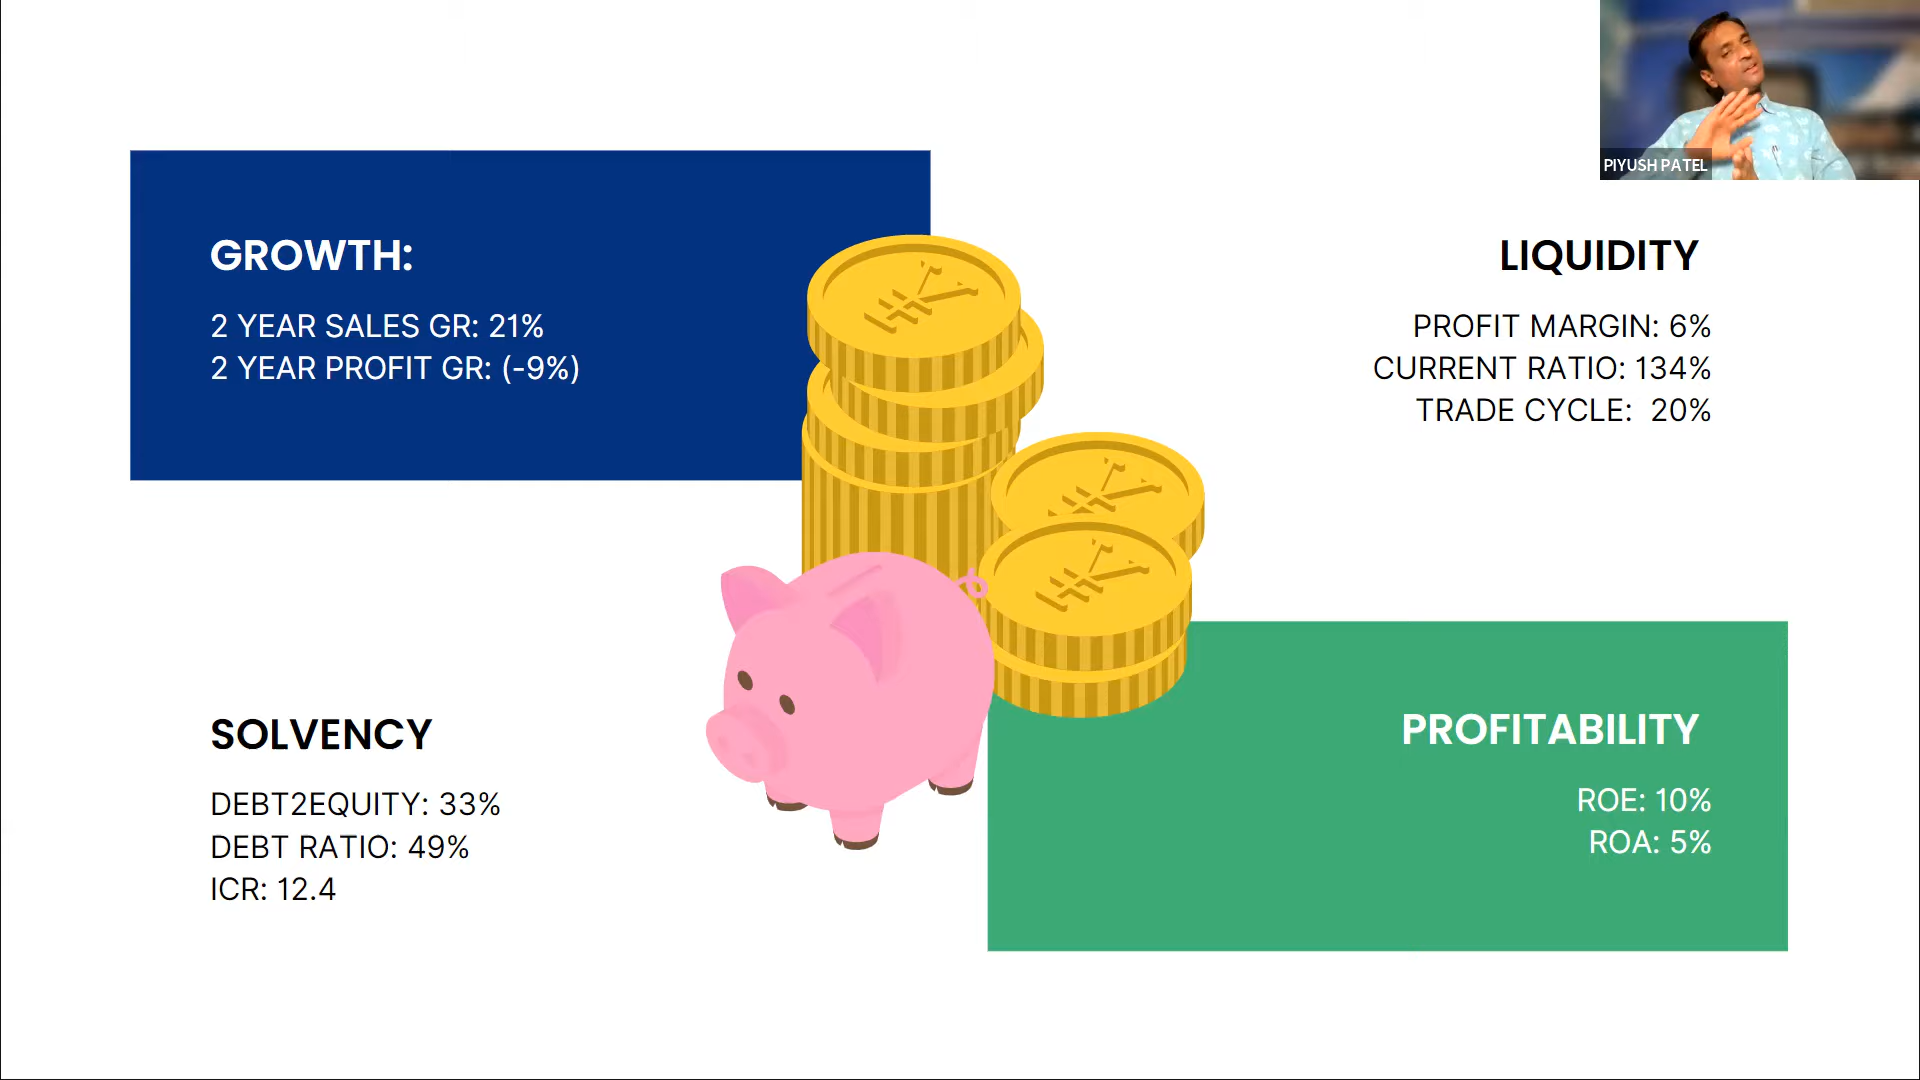 PIYUSH PATEL
GROWTH:
2 YEAR SALES GR: 21%
2 YEAR PROFIT GR: (-9%)
LIQUIDITY
PROFIT MARGIN: 6%
CURRENT RATIO: 134%
TRADE CYCLE: 20%
SOLVENCY
DEBT2EQUITY: 33%
DEBT RATIO: 49%
ICR: 12.4
PROFITABILITY
ROE: 10%
ROA: 5%